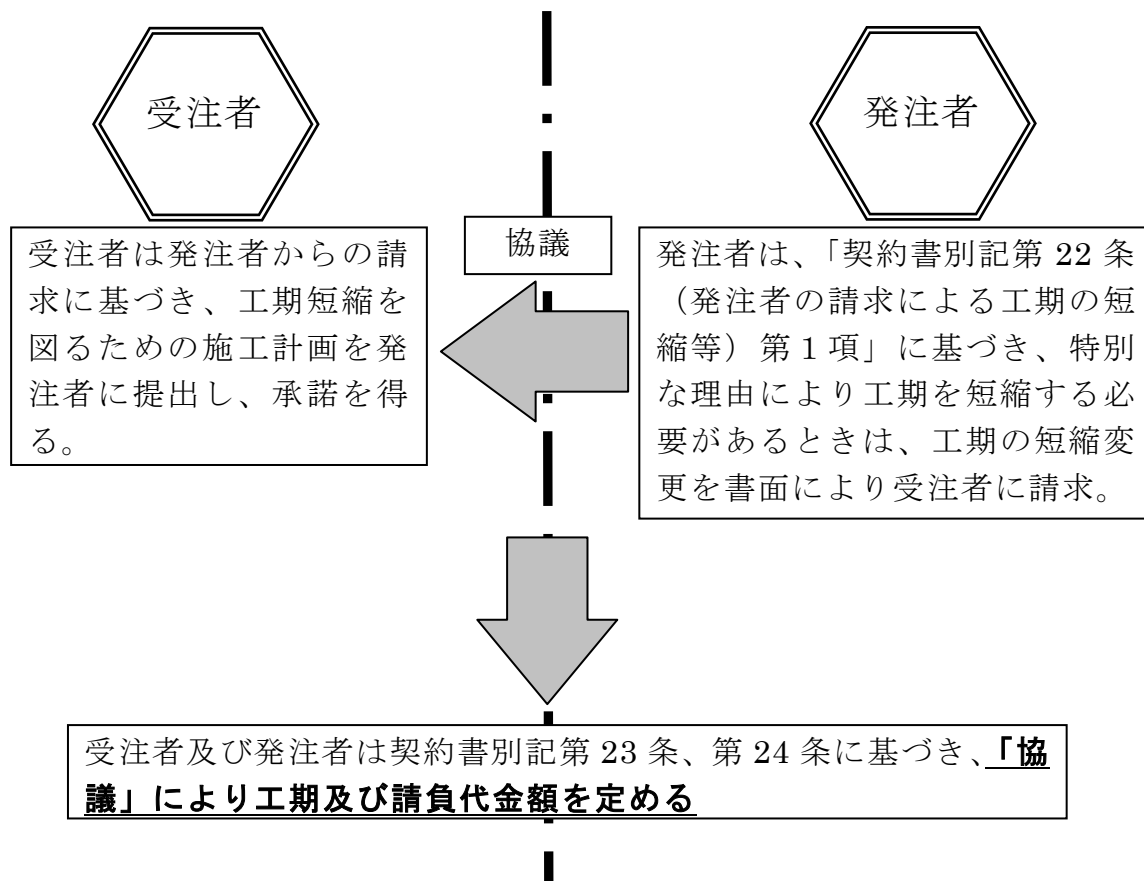 受注者
発注者
協議
受注者は発注者からの請
求に基づき、工期短縮を
図るための施工計画を発
注者に提出し、承諾を得
る。
発注者は、「契約書別記第 22 条
（発注者の請求による工期の短
縮等）第１項」に基づき、特別
な理由により工期を短縮する必
要があるときは、工期の短縮変
更を書面により受注者に請求。
受注者及び発注者は契約書別記第 23 条、第 24 条に基づき、「協
議」により工期及び請負代金額を定める